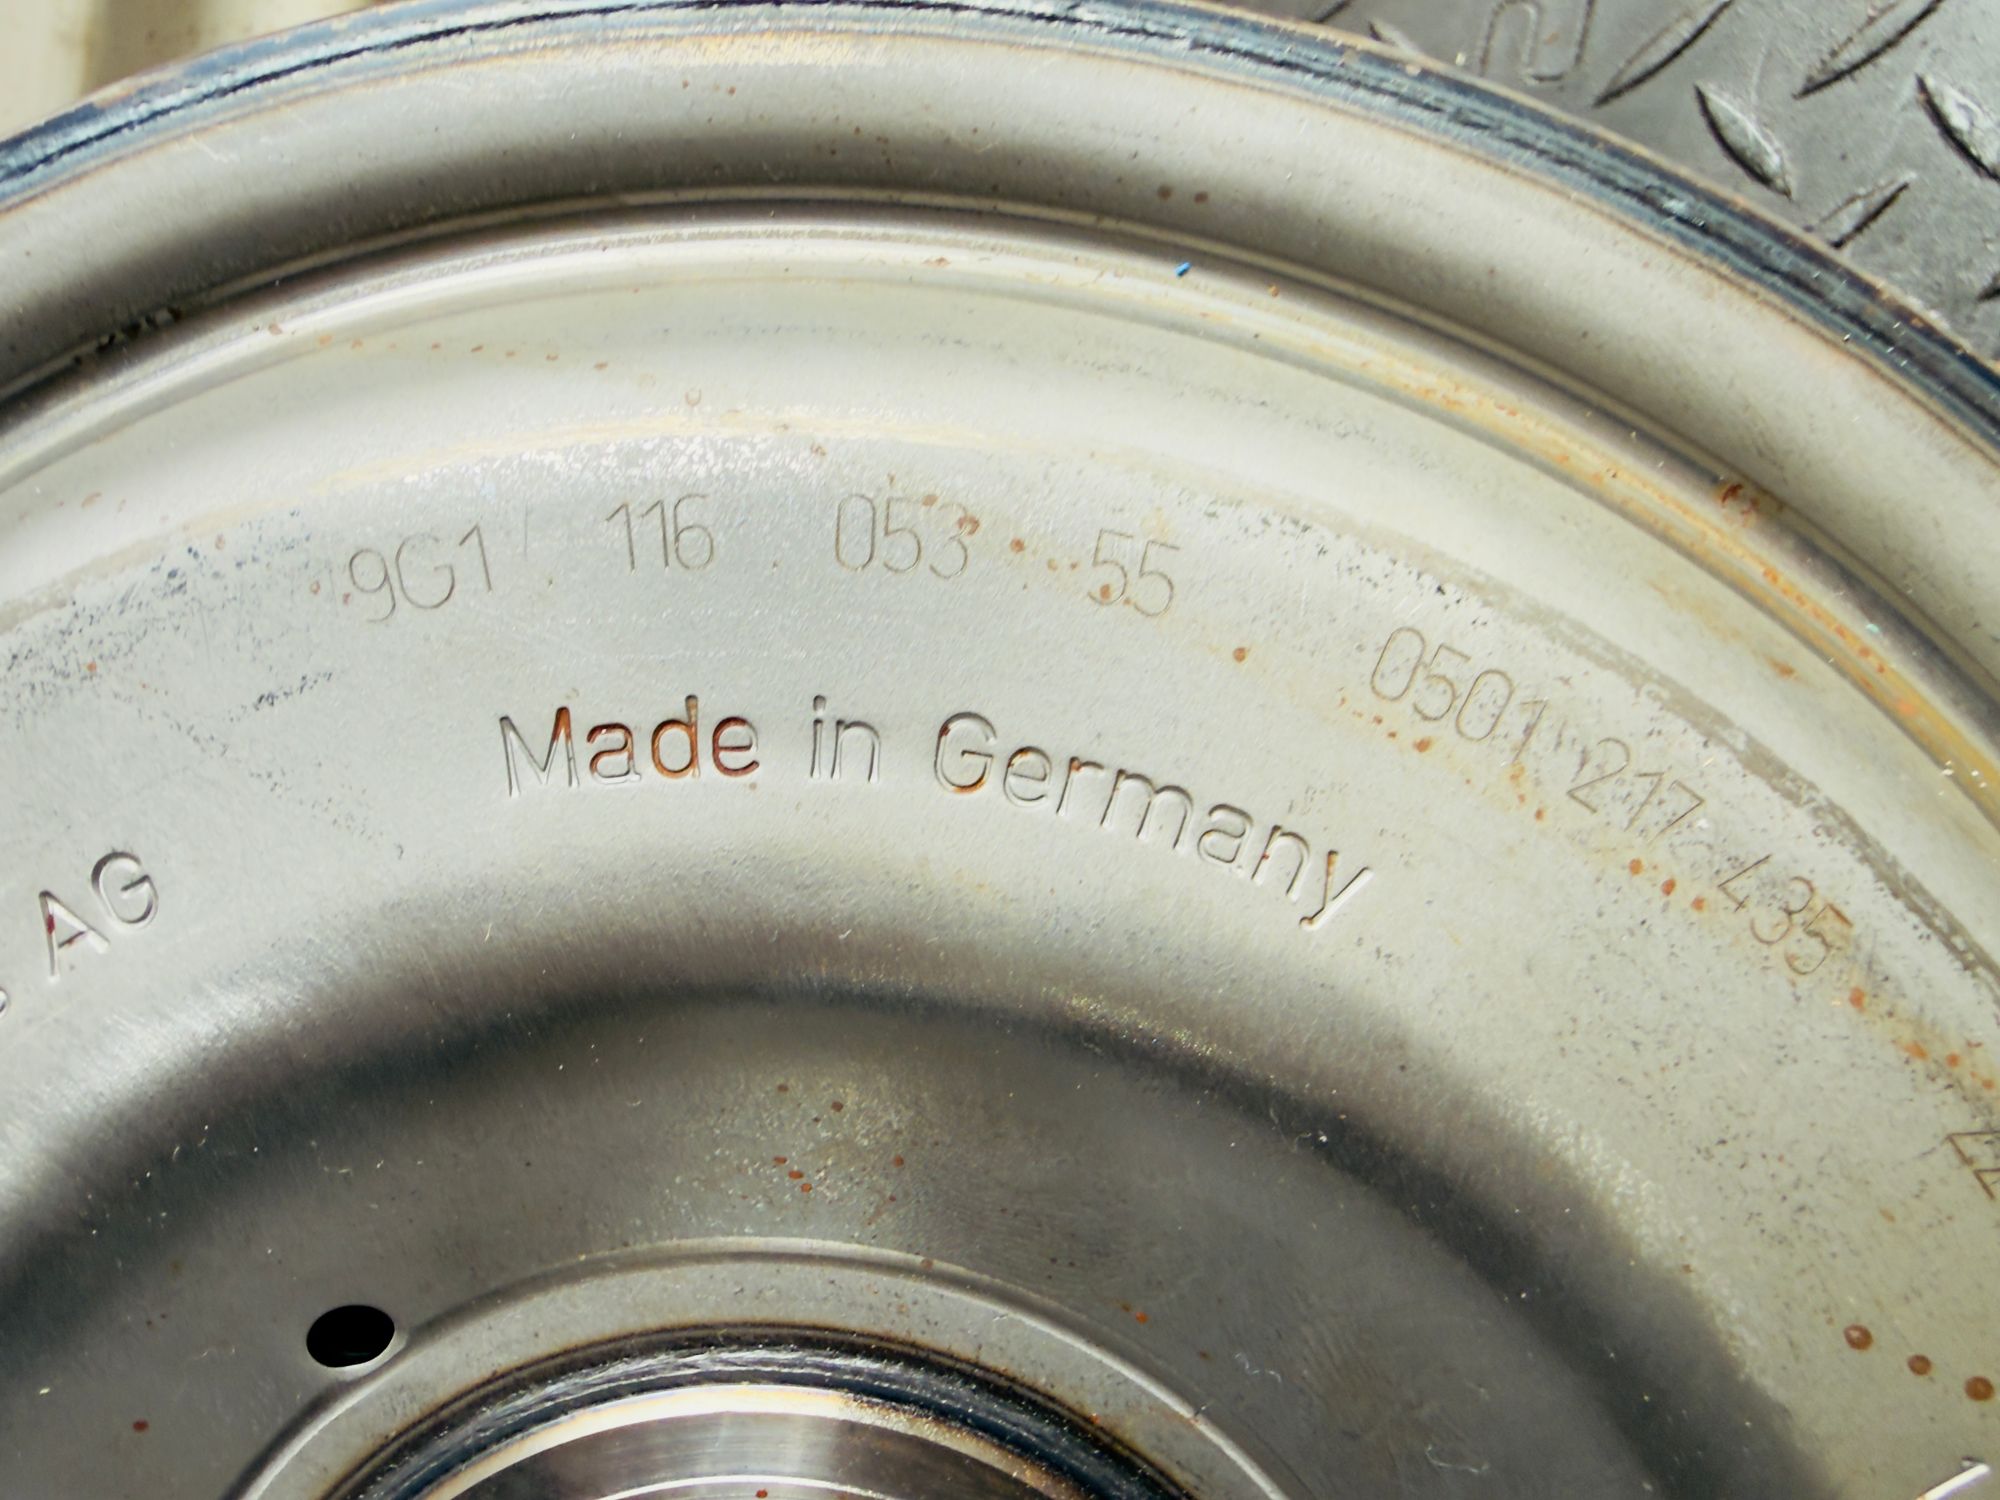 9G1 116 053 55 0501 217 435
Made in Germany
AG